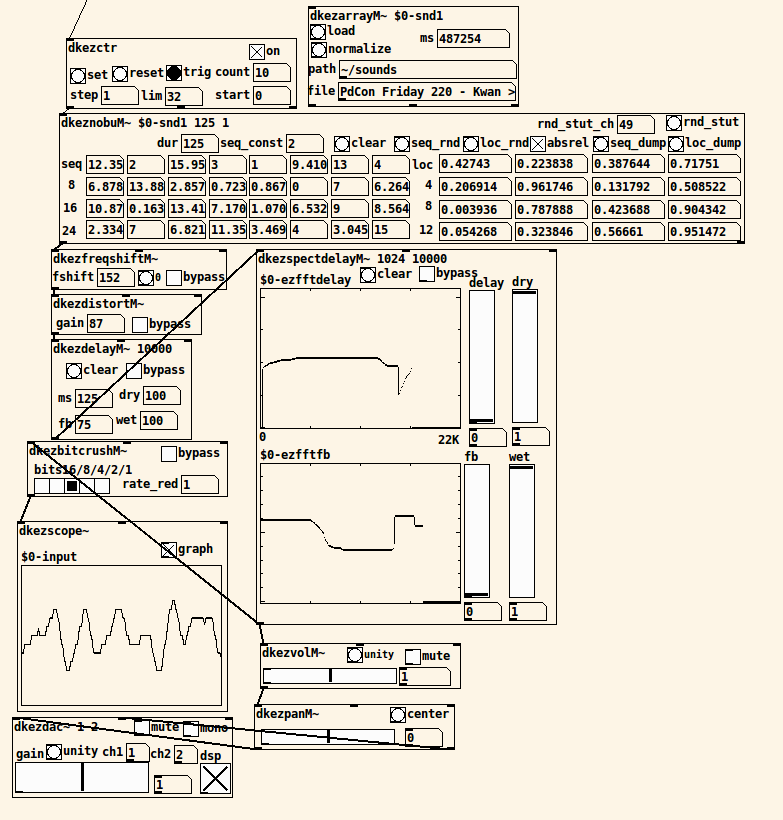 dkezarrayM~ $0-snd1
load
ms 487254
normalize
path ~/sounds
file PdCon Friday 220 - Kwan >
dkezctr
on
set reset trig count 10
step 1 lim 32 start 0
dkeznobuM~ $0-snd1 125 1
rnd_stut_ch 49 rnd_stut
dur 125 seq_const 2 clear seq_rnd loc_rnd absrel seq_dump loc_dump
seq 12.35 2 15.95 3 1 9.410 13 4 loc 0.42743 0.223838 0.387644 0.71751
8 6.878 13.88 2.857 0.723 0.867 0 7 6.264 4 0.206914 0.961746 0.131792 0.508522
16 10.87 0.163 13.41 7.170 1.070 6.532 9 8.564 8 0.003936 0.787888 0.423688 0.904342
24 2.334 7 6.821 11.35 3.469 4 3.045 15 12 0.054268 0.323846 0.56661 0.951472
dkezfreqshiftM~
fshift 152 0 bypass
dkezdistortM~
gain 87 bypass
dkezdelayM~ 10000
clear bypass
ms 125 dry 100
fb 75 wet 100
dkezbitcrushM~
bypass
bits16/8/4/2/1
rate_red 1
dkezscope~
graph
$0-input
dkezspectdelayM~ 1024 10000
$0-ezfftdelay clear bypass
delay dry
0 22K
0 1
$0-ezfftfb
fb wet
0 1
dkezvolM~ unity mute
1
dkezpanM~ center
0
dkezdac~ 1 2 mute mono
gain unity ch1 1 ch2 2 dsp
1